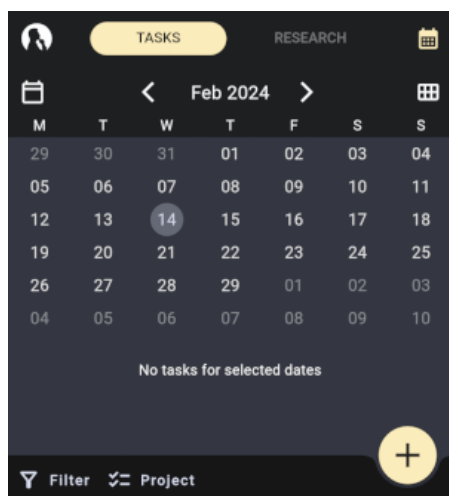 TASKS RESEARCH
Feb 2024
M T W T F S S
29 30 31 01 02 03 04
05 06 07 08 09 10 11
12 13 14 15 16 17 18
19 20 21 22 23 24 25
26 27 28 29 01 02 03
04 05 06 07 08 09 10
No tasks for selected dates
Filter Project